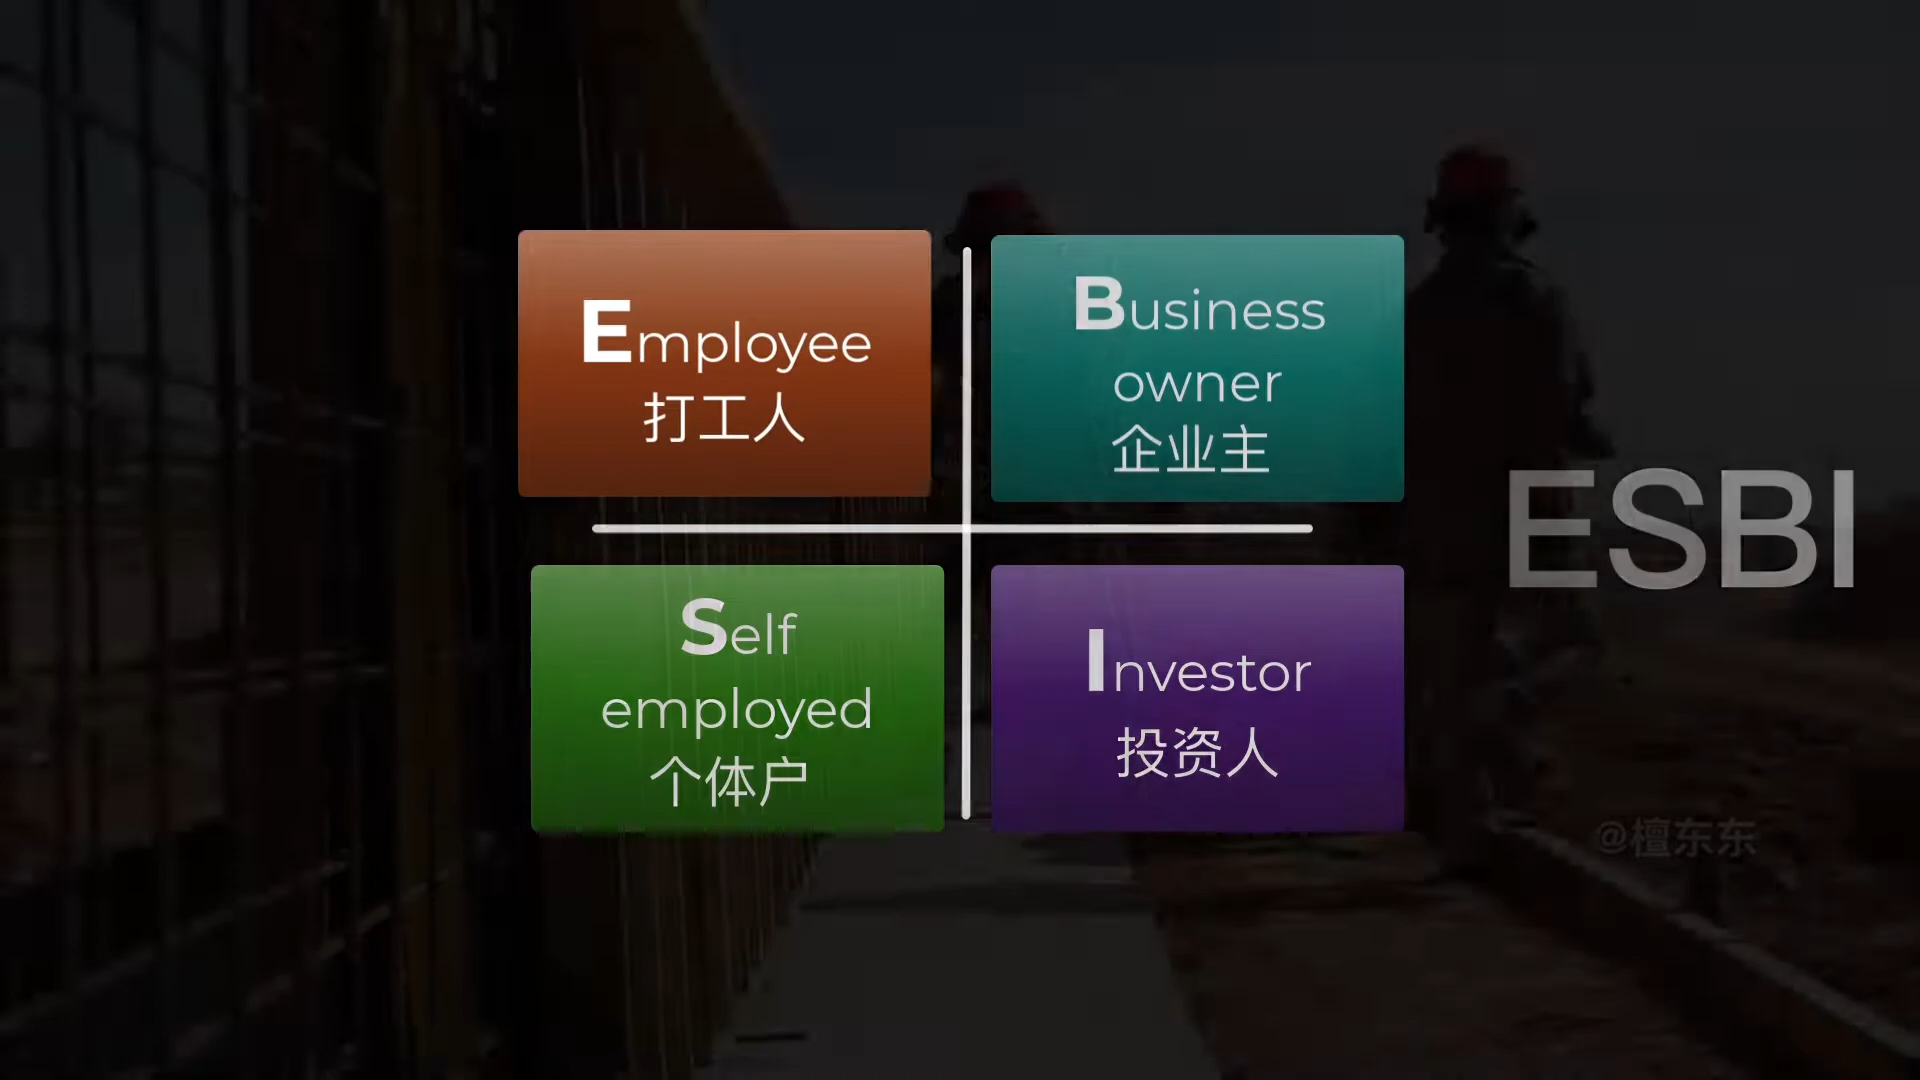 Employee
打工人
Business
owner
企业主
Self
employed
个体户
Investor
投资人
ESBI
@檀东东